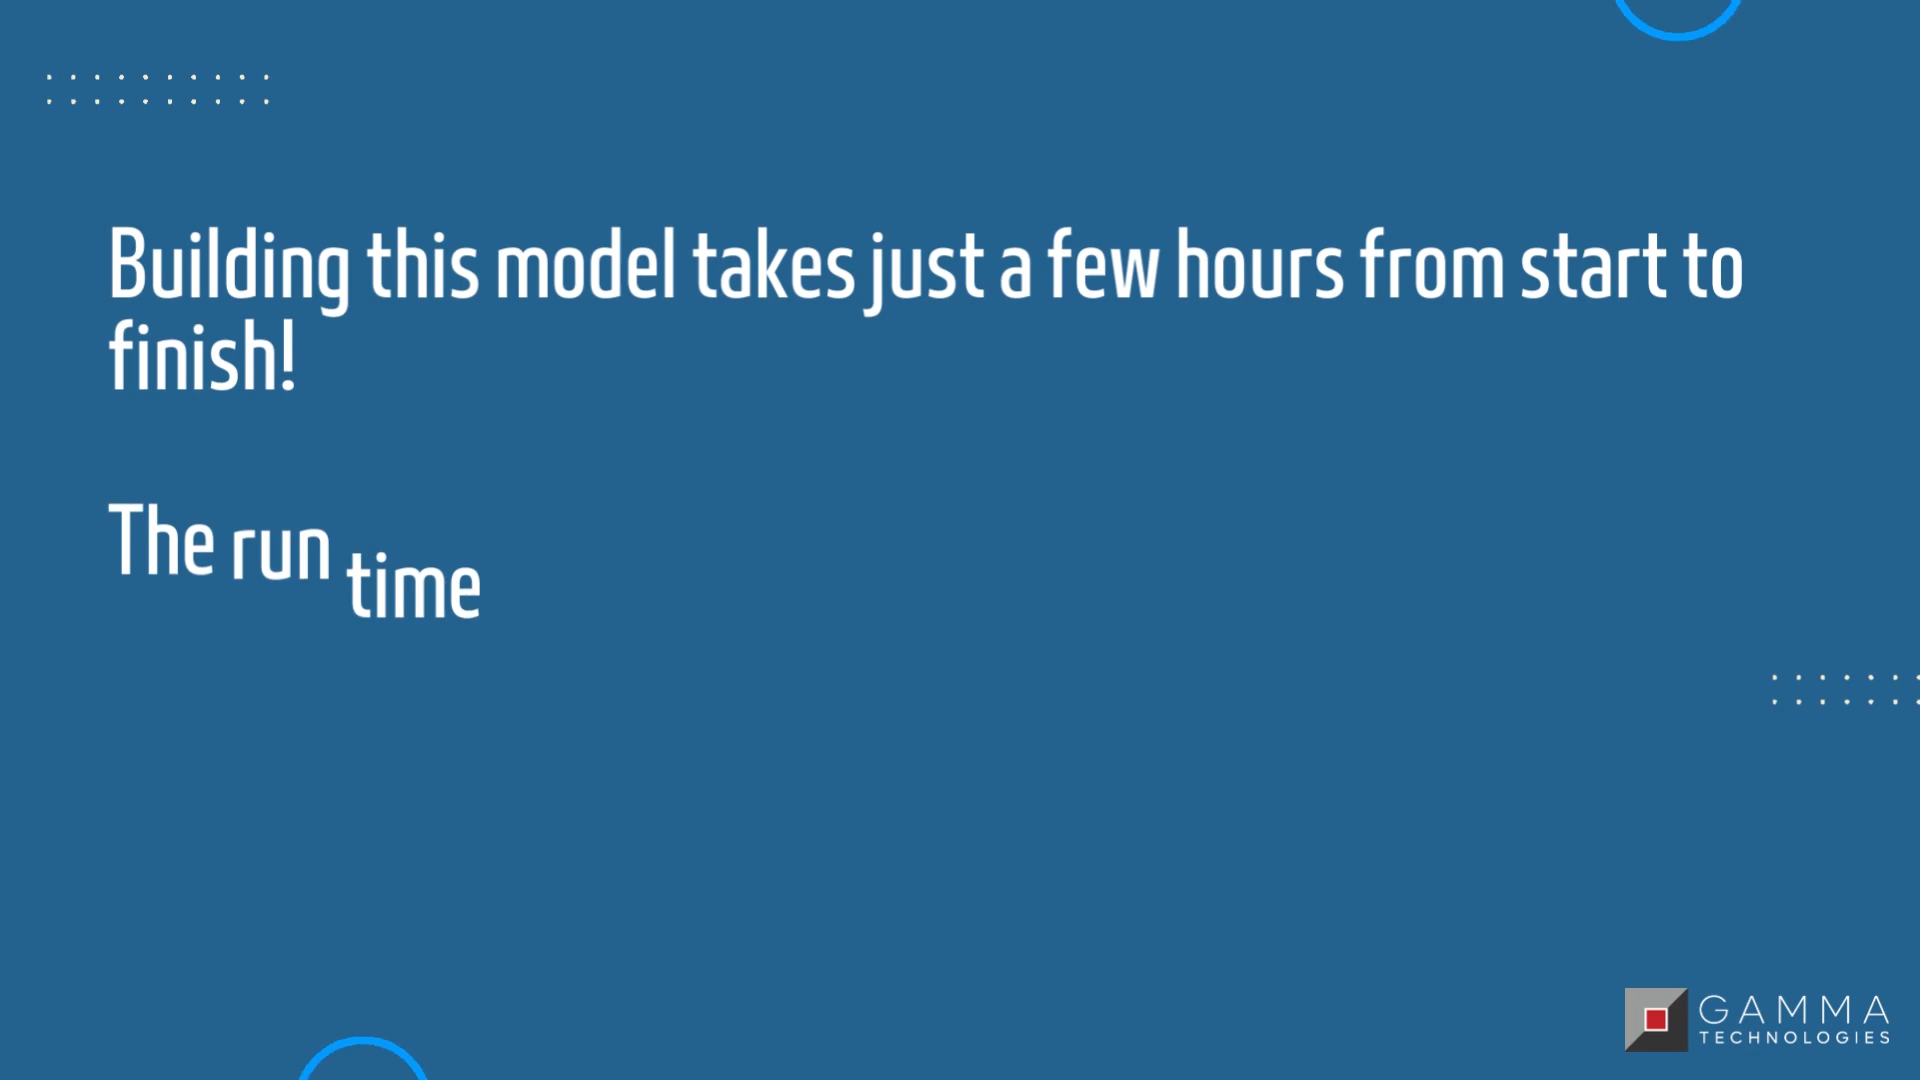 Building this model takes just a few hours from start to
finish!
The run time
GAMMA
TECHNOLOGIES